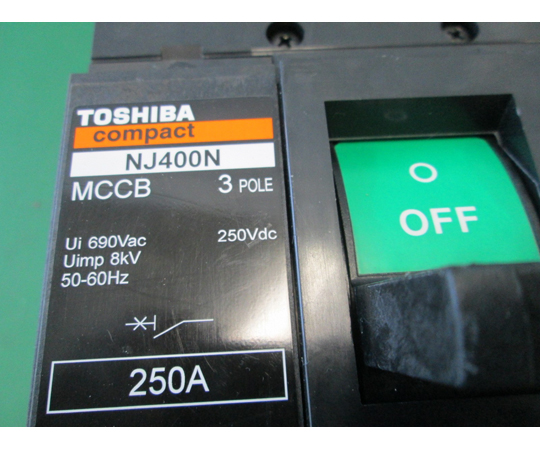 TOSHIBA
compact
NJ400N
MCCB 3 POLE
Ui 690Vac 250Vdc
Uimp 8kV
50-60Hz
250A
O
OFF